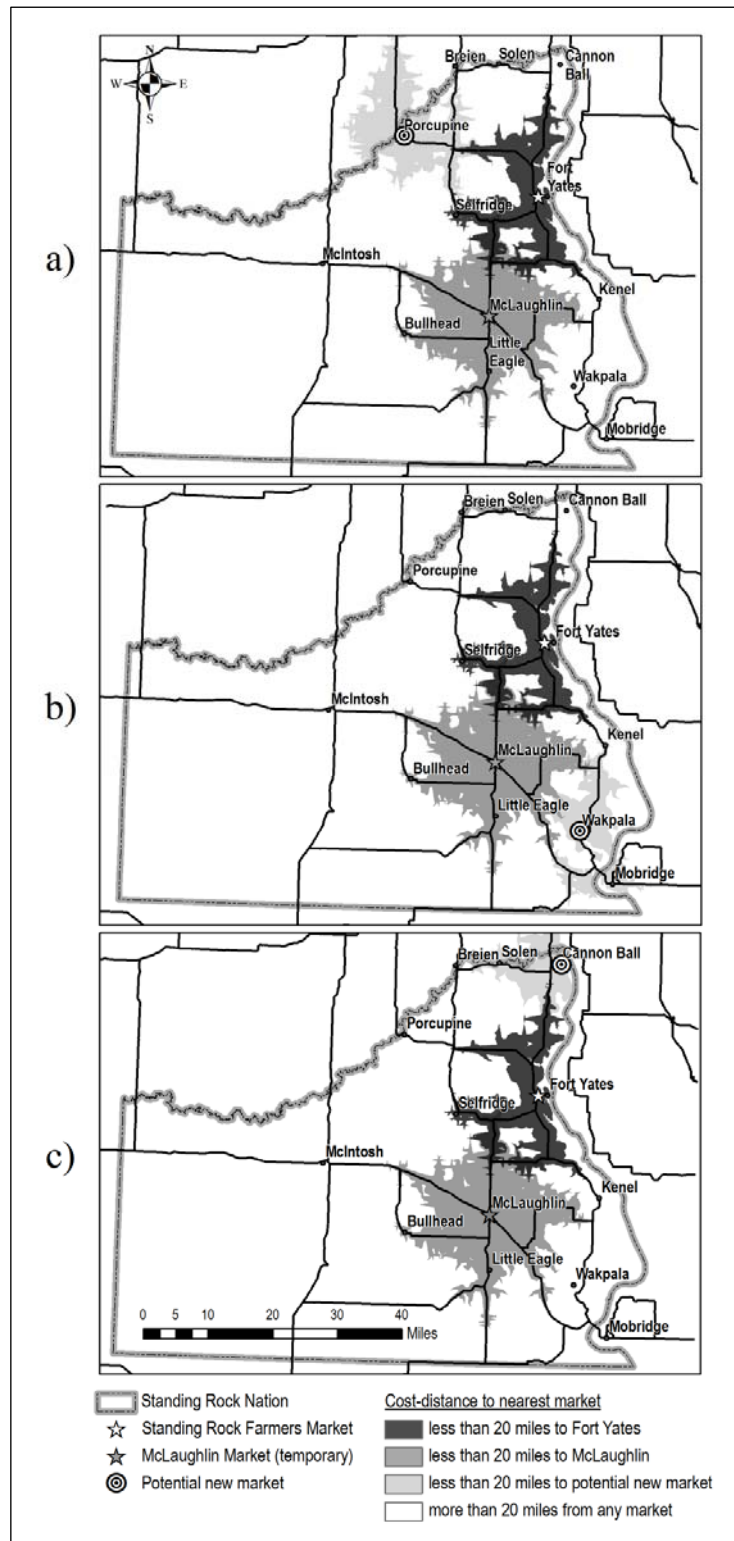 a)
N
W E
S
Breien
Solen
Cannon
Ball
Porcupine
Fort
Yates
Selfridge
McIntosh
Kenel
McLaughlin
Bullhead
Little
Eagle
Wakpala
Mobridge
b)
Breien
Solen
Cannon Ball
Porcupine
Fort Yates
Selfridge
McIntosh
Kenel
McLaughlin
Bullhead
Little Eagle
Wakpala
Mobridge
c)
Breien
Solen
Cannon Ball
Porcupine
Fort Yates
Selfridge
McIntosh
Kenel
McLaughlin
Bullhead
Little Eagle
Wakpala
Mobridge
0 5 10 20 30 40
Miles
Standing Rock Nation
Standing Rock Farmers Market
McLaughlin Market (temporary)
Potential new market
Cost-distance to nearest market
less than 20 miles to Fort Yates
less than 20 miles to McLaughlin
less than 20 miles to potential new market
more than 20 miles from any market